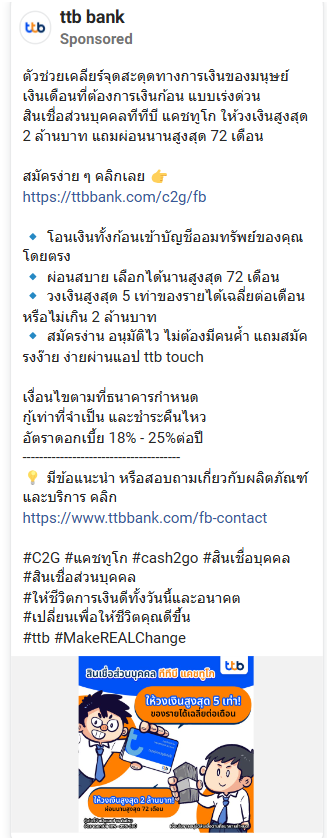 ttb bank
Sponsored
ttb
ตัวช่วยเคลียร์จุดสะดุดทางการเงินของมนุษย์
เงินเดือนที่ต้องการเงินก้อน แบบเร่งด่วน
สินเชื่อส่วนบุคคลทีทีบี แคชทูโก ให้วงเงินสูงสุด
2 ล้านบาท แถมผ่อนนานสูงสุด 72 เดือน
สมัครง่าย ๆ คลิกเลย 👉
https://ttbbank.com/c2g/fb
🔹 โอนเงินทั้งก้อนเข้าบัญชีออมทรัพย์ของคุณ
โดยตรง
🔹 ผ่อนสบาย เลือกได้นานสูงสุด 72 เดือน
🔹 วงเงินสูงสุด 5 เท่าของรายได้เฉลี่ยต่อเดือน
หรือไม่เกิน 2 ล้านบาท
🔹 สมัครง่าน อนุมัติไว ไม่ต้องมีคนค้ำ แถมสมัค
รง๊าย ง่ายผ่านแอป ttb touch
เงื่อนไขตามที่ธนาคารกำหนด
กู้เท่าที่จำเป็น และชำระคืนไหว
อัตราดอกเบี้ย 18% - 25%ต่อปี
---------------------------------------
💡 มีข้อแนะนำ หรือสอบถามเกี่ยวกับผลิตภัณฑ์
และบริการ คลิก
https://www.ttbbank.com/fb-contact
#C2G #แคชทูโก #cash2go #สินเชื่อบุคคล
#สินเชื่อส่วนบุคคล
#ให้ชีวิตการเงินดีทั้งวันนี้และอนาคต
#เปลี่ยนเพื่อให้ชีวิตคุณดีขึ้น
#ttb #MakeREALChange
สินเชื่อส่วนบุคคล ทีทีบี แคชทูโก
ttb
ให้วงเงินสูงสุด 5 เท่า!
ของรายได้เฉลี่ยต่อเดือน
ให้วงเงินสูงสุด 2 ล้านบาท!
ผ่อนนานสูงสุด 72 เดือน